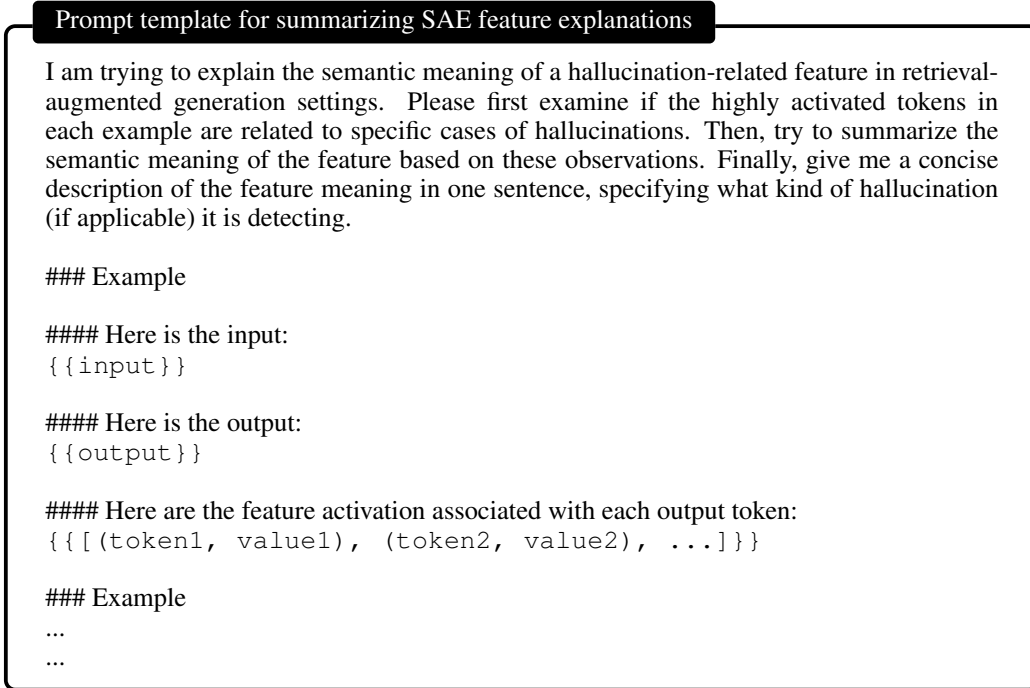 Prompt template for summarizing SAE feature explanations
I am trying to explain the semantic meaning of a hallucination-related feature in retrieval-
augmented generation settings. Please first examine if the highly activated tokens in
each example are related to specific cases of hallucinations. Then, try to summarize the
semantic meaning of the feature based on these observations. Finally, give me a concise
description of the feature meaning in one sentence, specifying what kind of hallucination
(if applicable) it is detecting.
### Example
#### Here is the input:
{{input}}
#### Here is the output:
{{output}}
#### Here are the feature activation associated with each output token:
{{[(token1, value1), (token2, value2), ...]}}
### Example
...
...